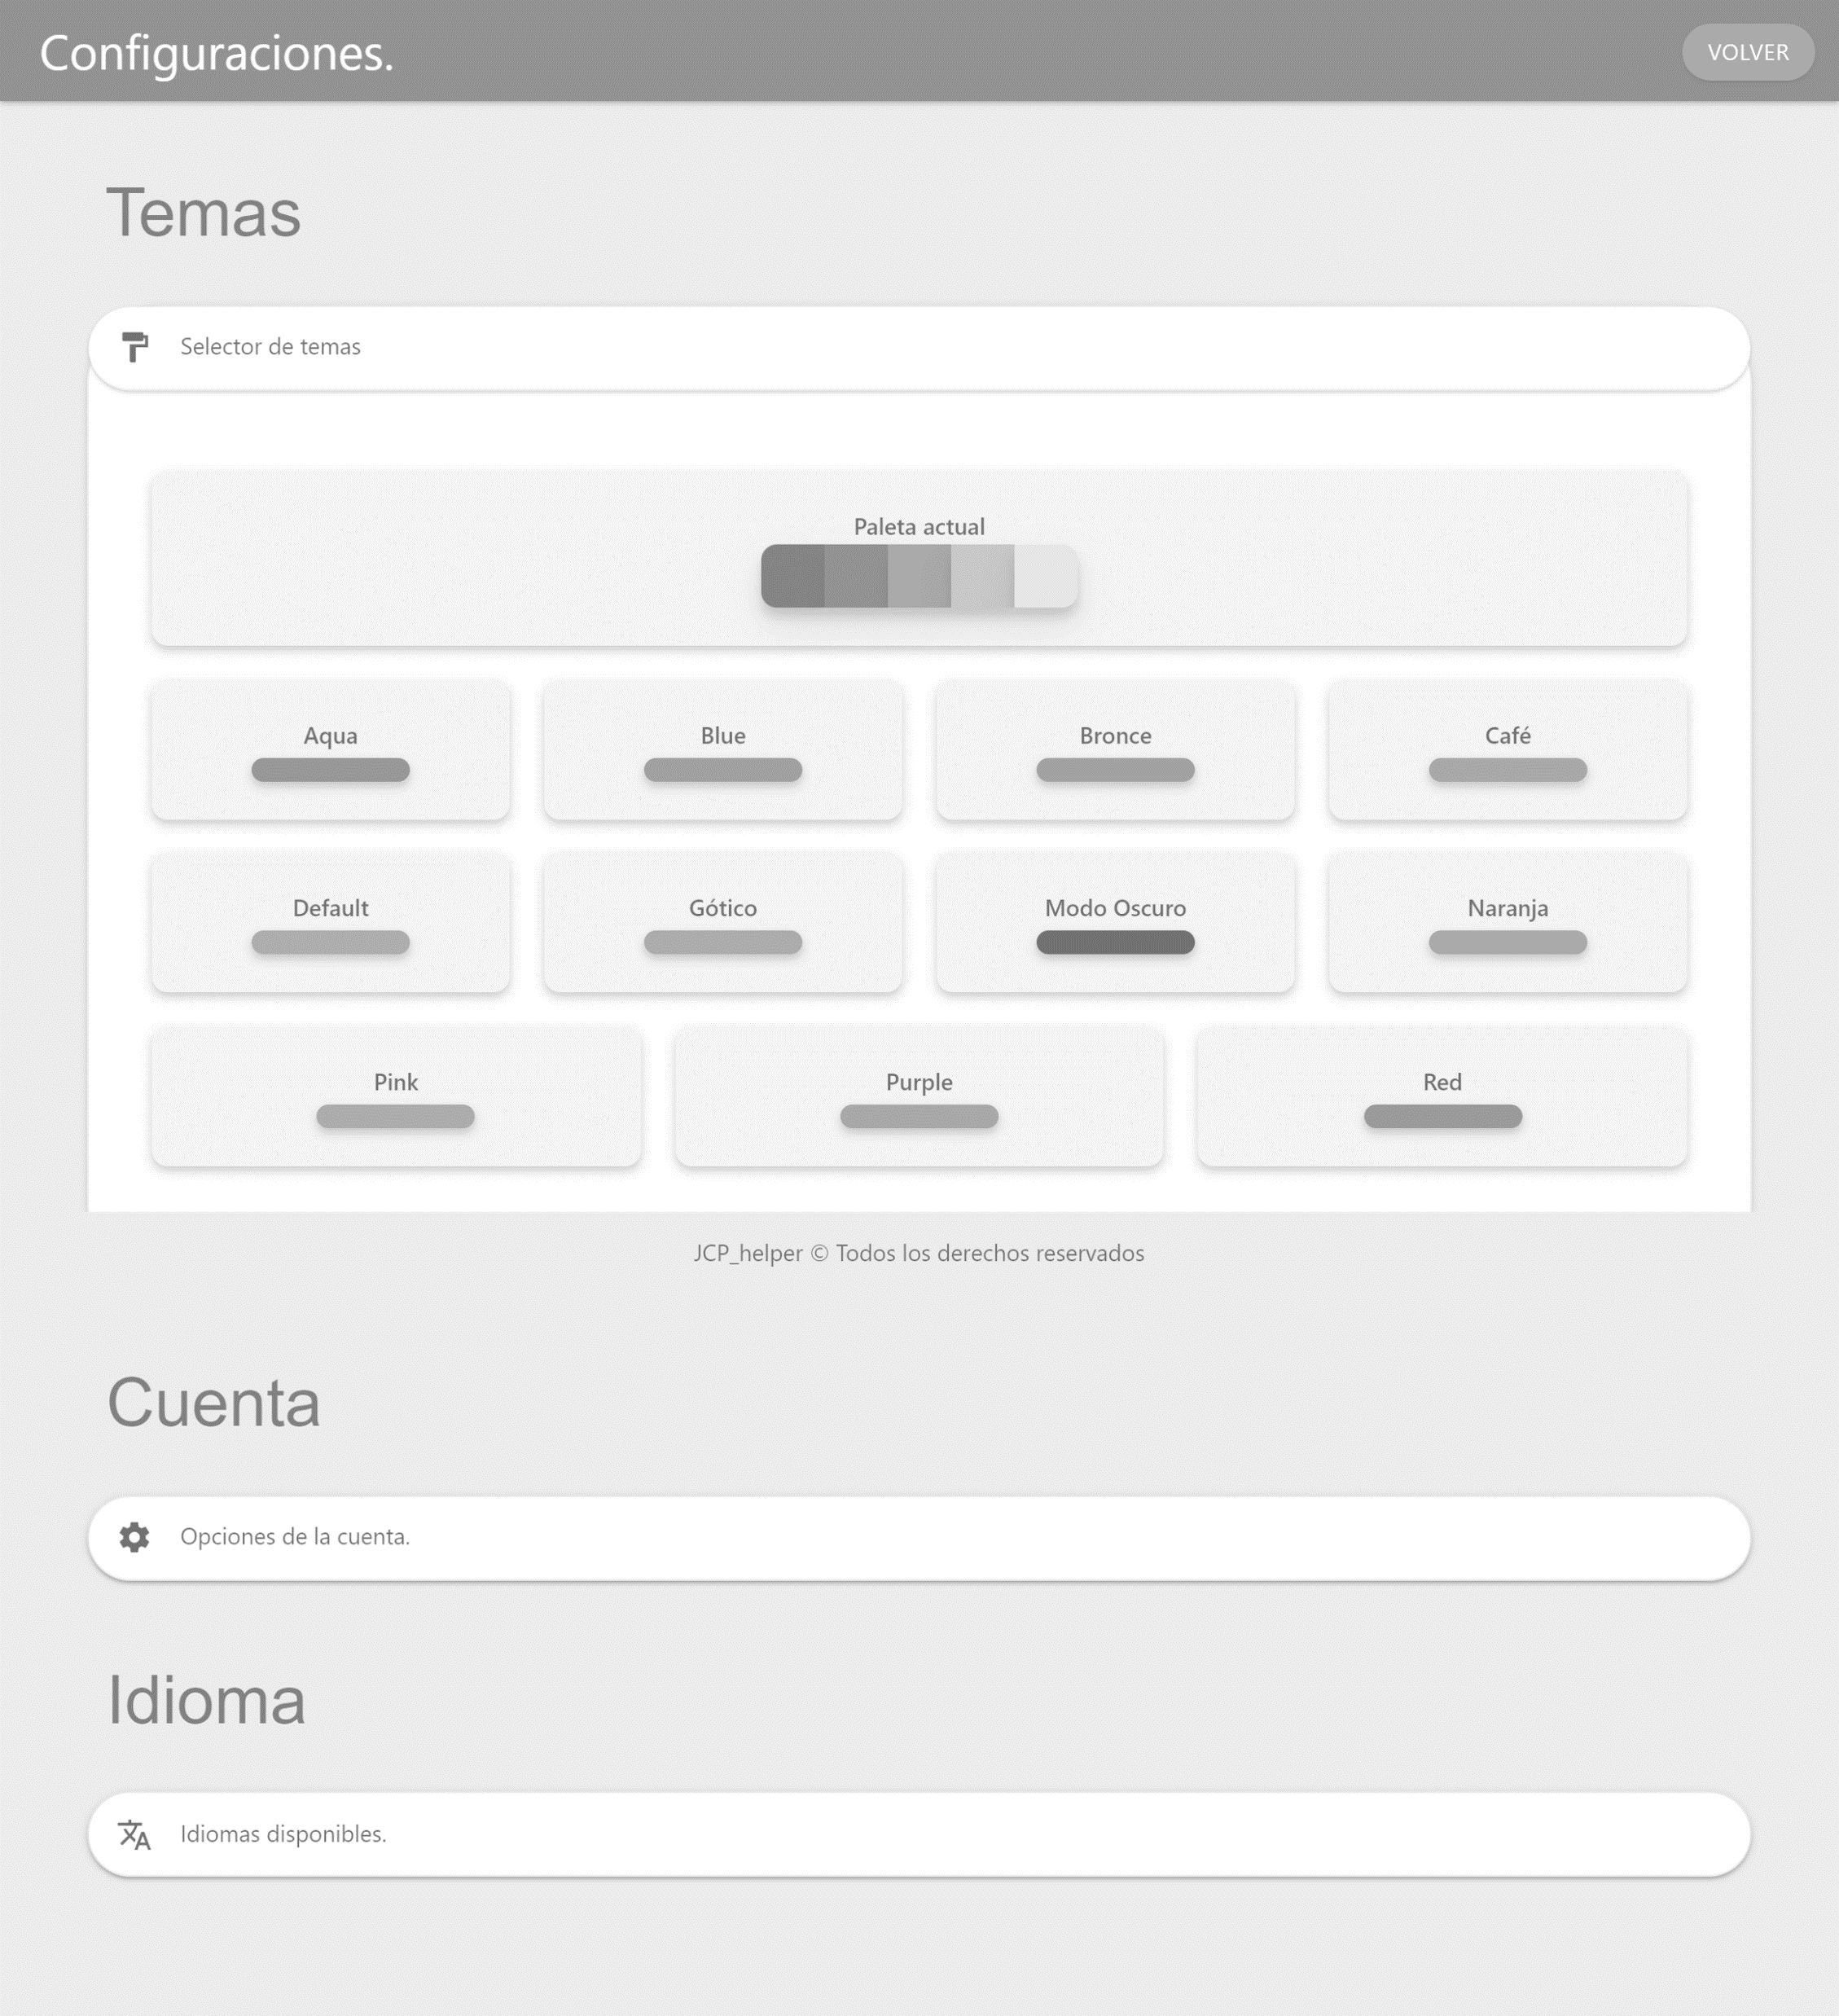 Configuraciones.
VOLVER
Temas
Selector de temas
Paleta actual
Aqua
Blue
Bronce
Café
Default
Gótico
Modo Oscuro
Naranja
Pink
Purple
Red
JCP_helper © Todos los derechos reservados
Cuenta
Opciones de la cuenta.
Idioma
Idiomas disponibles.